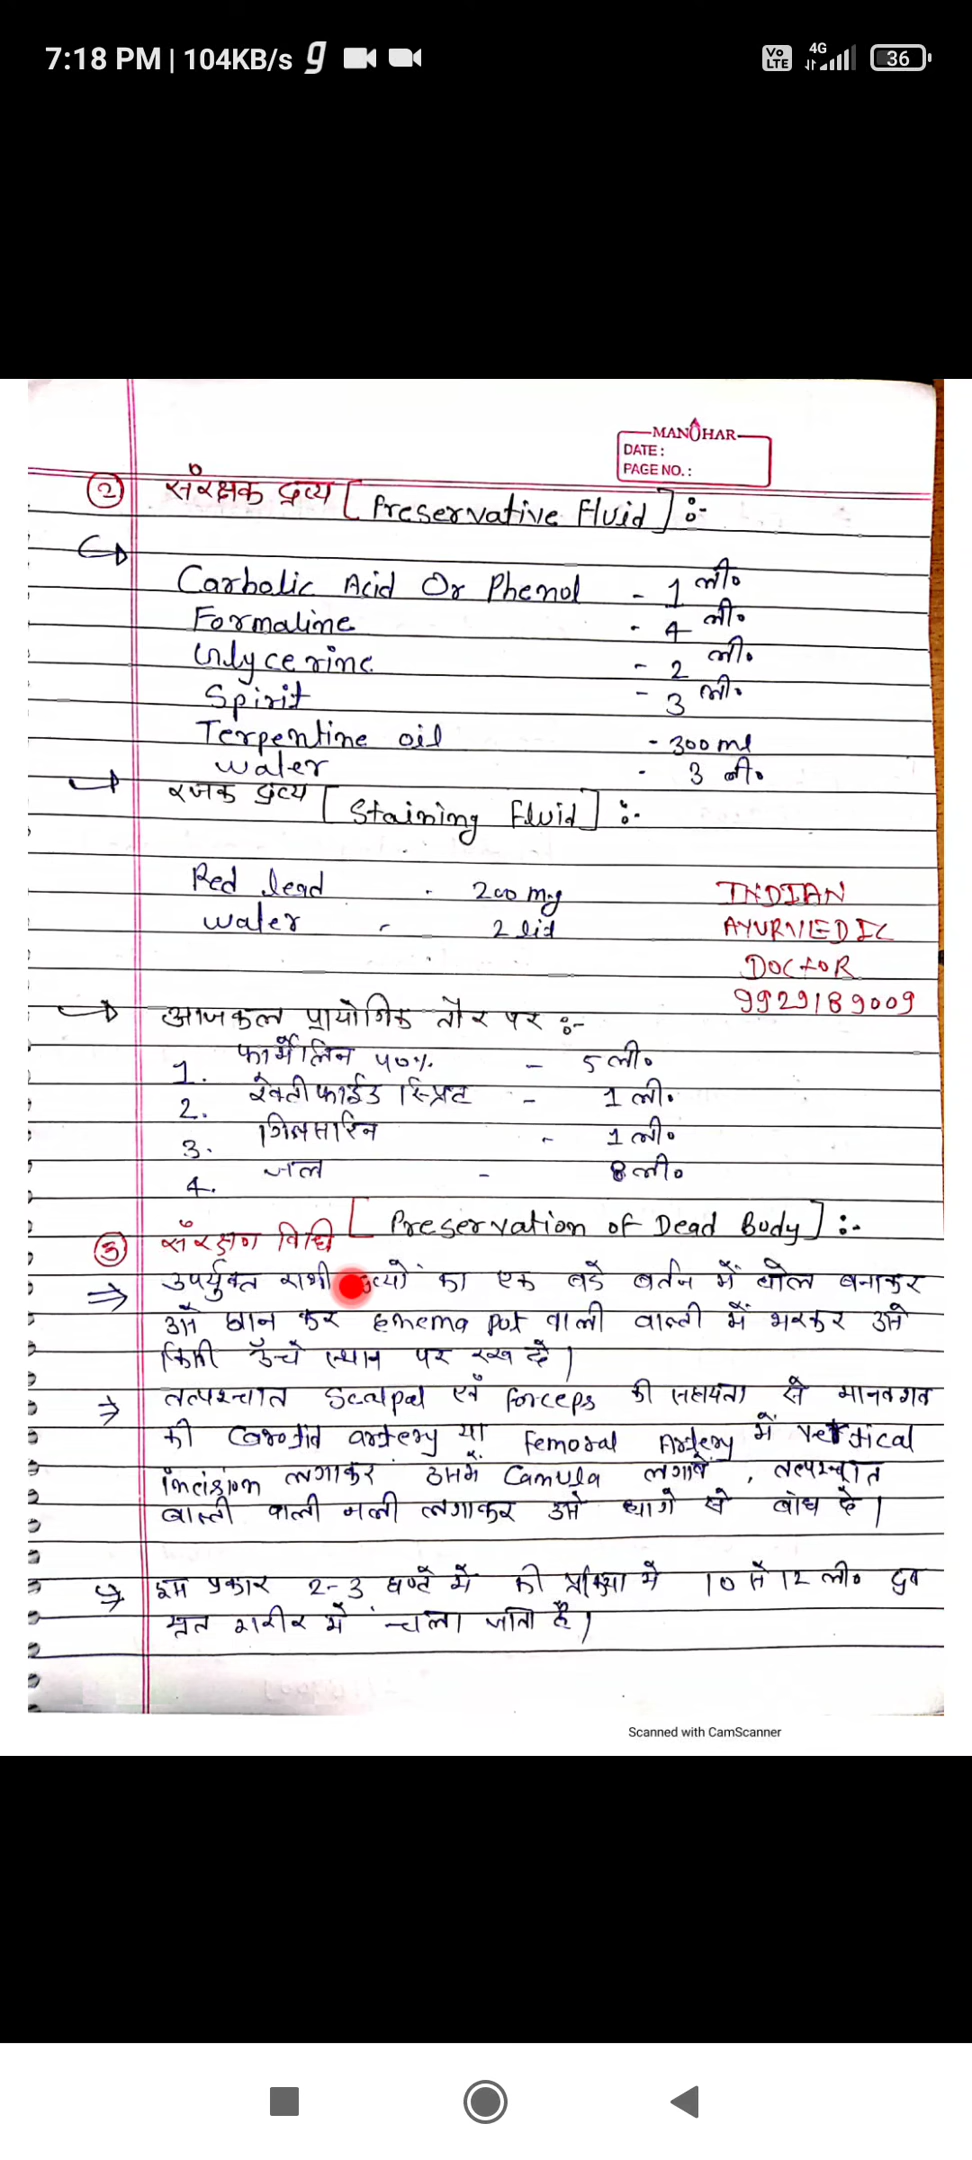 7:18 PM | 104KB/s g Vo LTE 4G 36
MANOHAR
DATE :
PAGE NO. :
② संरक्षक द्रव्य [ Preservative Fluid ] :-
Carbolic Acid Or Phenol - 1 ली०
Formaline - 4 ली०
Glycerine - 2 ली०
Spirit - 3 ली०
Terpentine oil - 300 ml
water - 3 ली०
रंजक द्रव्य [ Staining Fluid ] :-
Red lead - 200 mg
water - 2 lit
INDIAN
AYURVEDIC
DOCTOR
9929189009
आजकल प्रायोगिक तौर पर :-
1. फार्मेलिन 40% - 5 ली०
2. रेक्तीफाईड स्प्रिट - 1 ली०
3. गिलसारिन - 1 ली०
4. जल - 8 ली०
③ संरक्षण विधि [ Preservation of Dead Body ] :-
⇒ उपर्युक्त सभी द्रव्यों का एक बडे बर्तन में घोल बनाकर
उसे छान कर Enema pot वाली बाल्टी में भरकर उसे
किसी ऊँचे स्थान पर रख दे |
→ तत्पश्चात Scalpal एवं forceps की सहायता से मानवशव
की Carotid artery या Femoral Artery में Vertical
incision लगाकर उसमें Canula लगावें , तत्पश्चात
बाल्टी वाली नली लगाकर उसे धागे से बांध दे |
→ इस प्रकार 2-3 घण्टे में की प्रक्रिया में 10 से 12 ली० द्रव
मृत शरीर में चला जाता है |
Scanned with CamScanner